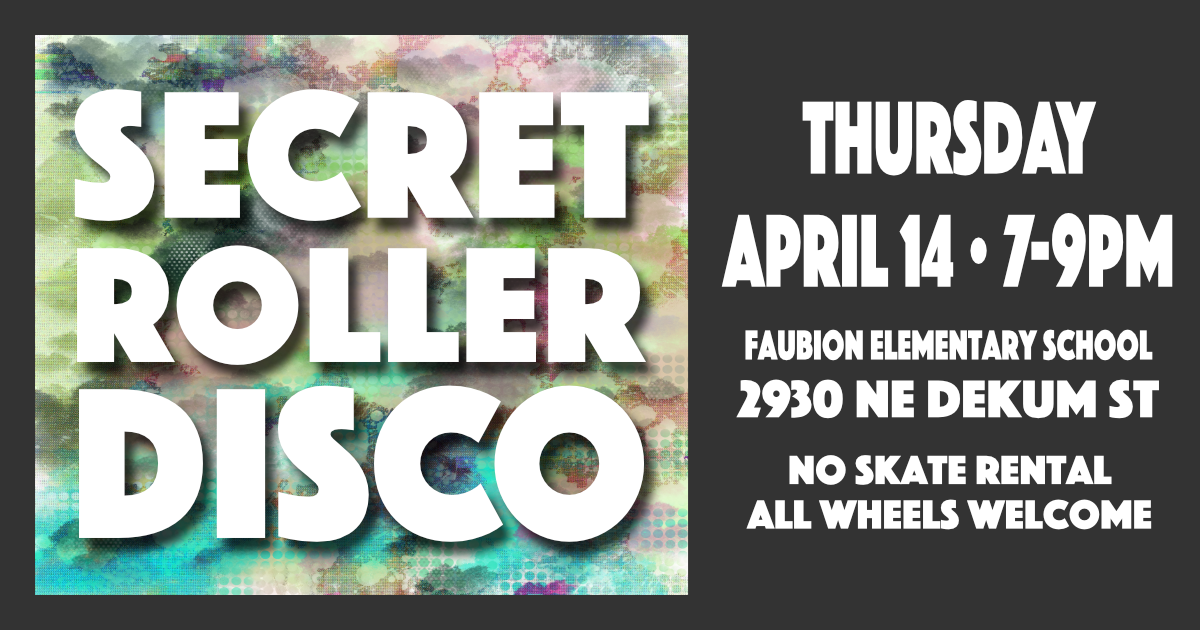 SECRET
ROLLER
DISCO
THURSDAY
APRIL 14 • 7-9PM
FAUBION ELEMENTARY SCHOOL
2930 NE DEKUM ST
NO SKATE RENTAL
ALL WHEELS WELCOME